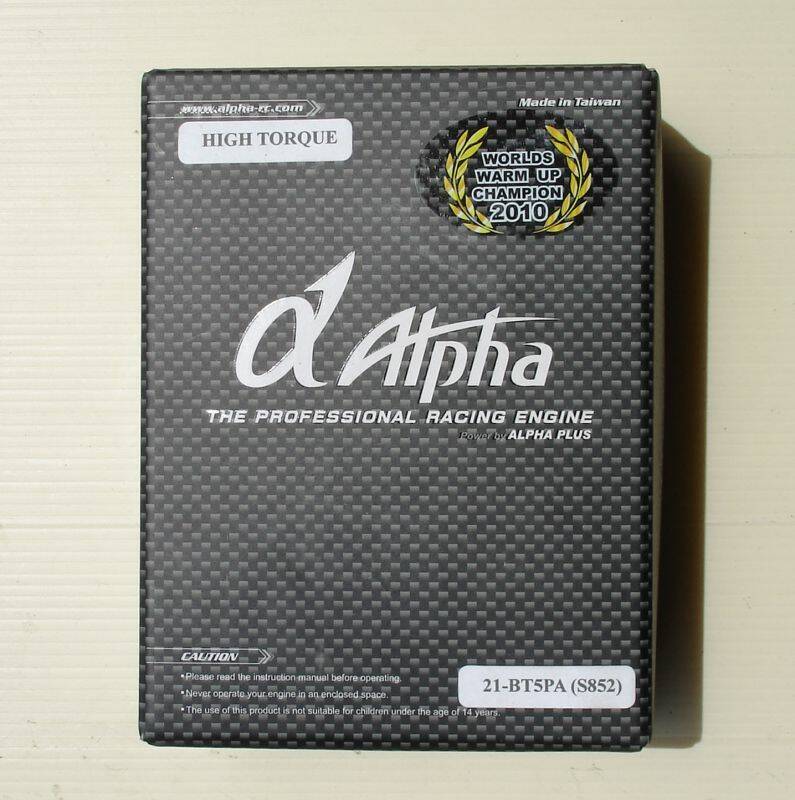 www.alpha-rc.com
Made in Taiwan
HIGH TORQUE
WORLDS
WARM UP
CHAMPION
2010
α Alpha
THE PROFESSIONAL RACING ENGINE
Power by ALPHA PLUS
CAUTION
•Please read the instruction manual before operating.
•Never operate your engine in an enclosed space.
•The use of this product is not suitable for children under the age of 14 years.
21-BT5PA (S852)